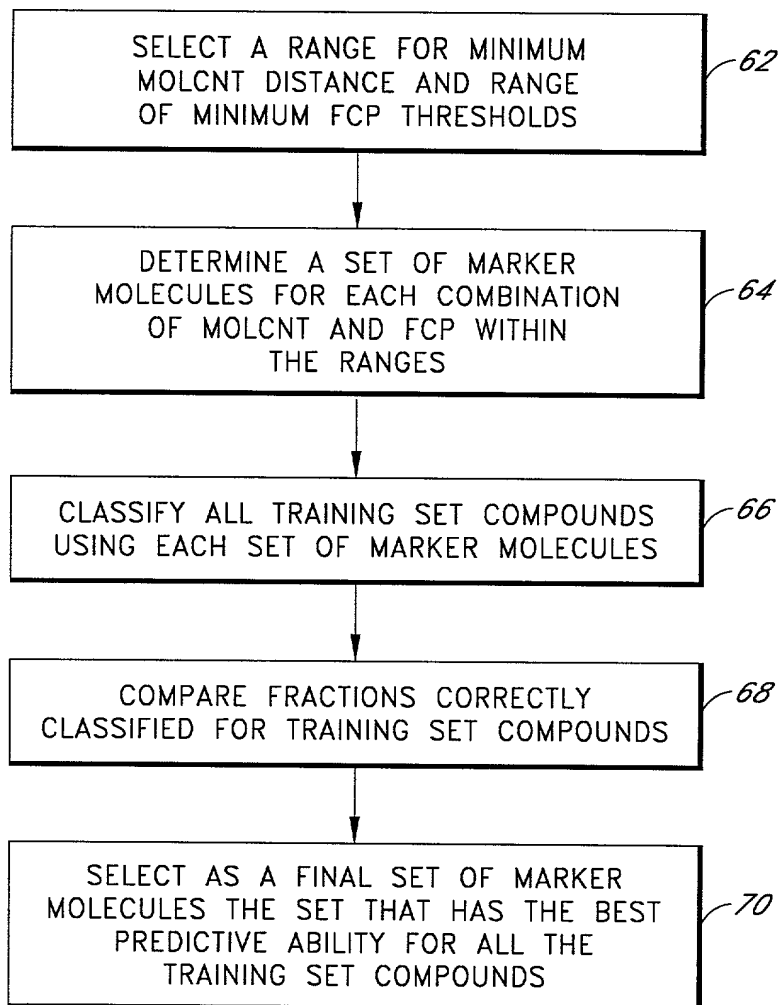 SELECT A RANGE FOR MINIMUM
MOLCNT DISTANCE AND RANGE
OF MINIMUM FCP THRESHOLDS
62
DETERMINE A SET OF MARKER
MOLECULES FOR EACH COMBINATION
OF MOLCNT AND FCP WITHIN
THE RANGES
64
CLASSIFY ALL TRAINING SET COMPOUNDS
USING EACH SET OF MARKER MOLECULES
66
COMPARE FRACTIONS CORRECTLY
CLASSIFIED FOR TRAINING SET COMPOUNDS
68
SELECT AS A FINAL SET OF MARKER
MOLECULES THE SET THAT HAS THE BEST
PREDICTIVE ABILITY FOR ALL THE
TRAINING SET COMPOUNDS
70